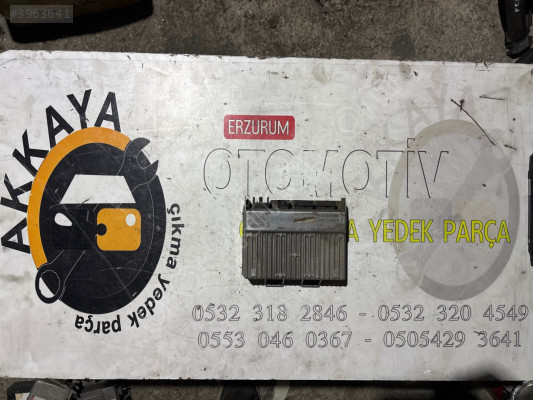 #3963641
AKKAYA
çıkma yedek parça
ERZURUM
OTOMOTİV
YEDEK PARÇA
0532 318 2846 - 0532 320 4549
0553 046 0367 - 0505429 3641